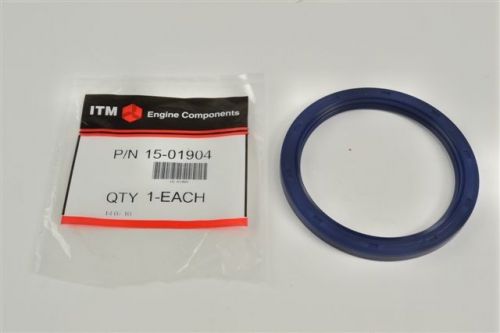 ITM Engine Components
P/N 15-01904
QTY 1-EACH